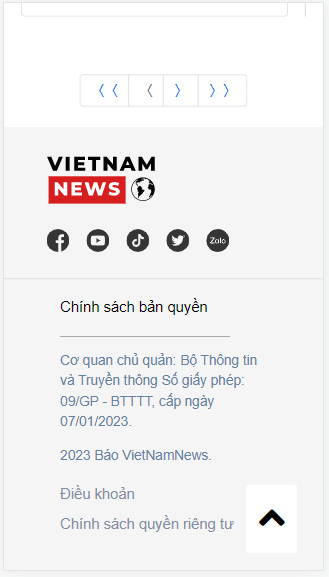 VIETNAM
NEWS
Zalo
Chính sách bản quyền
Cơ quan chủ quản: Bộ Thông tin
và Truyền thông Số giấy phép:
09/GP - BTTTT, cấp ngày
07/01/2023.
2023 Báo VietNamNews.
Điều khoản
Chính sách quyền riêng tư